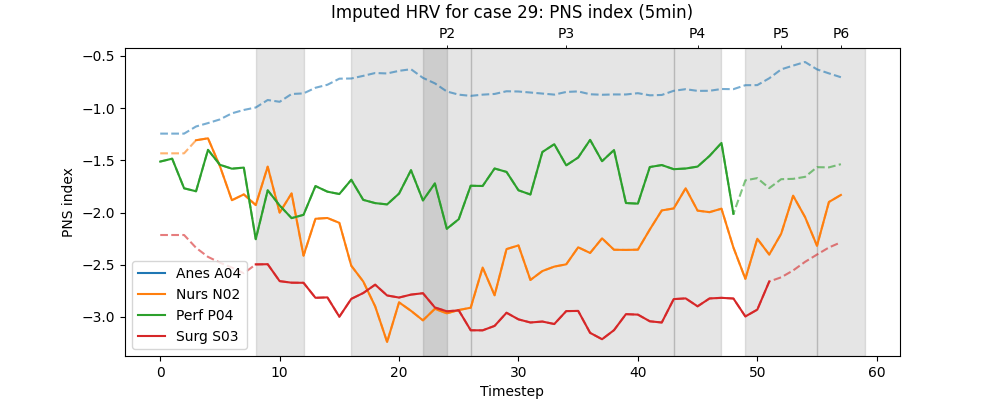 Imputed HRV for case 29: PNS index (5min)
P2 P3 P4 P5 P6
−0.5
−1.0
−1.5
−2.0
−2.5
−3.0
PNS index
Anes A04
Nurs N02
Perf P04
Surg S03
0 10 20 30 40 50 60
Timestep